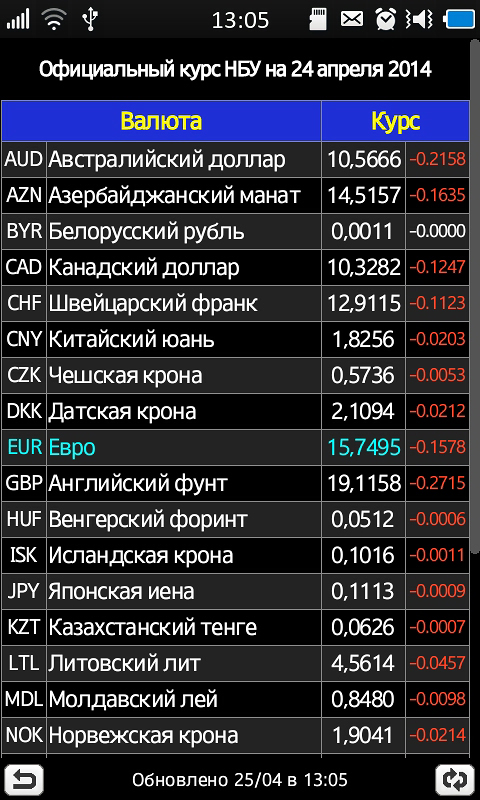 13:05
Официальный курс НБУ на 24 апреля 2014
Валюта Курс
AUD Австралийский доллар 10,5666 -0.2158
AZN Азербайджанский манат 14,5157 -0.1635
BYR Белорусский рубль 0,0011 -0.0000
CAD Канадский доллар 10,3282 -0.1247
CHF Швейцарский франк 12,9115 -0.1123
CNY Китайский юань 1,8256 -0.0203
CZK Чешская крона 0,5736 -0.0053
DKK Датская крона 2,1094 -0.0212
EUR Евро 15,7495 -0.1578
GBP Английский фунт 19,1158 -0.2715
HUF Венгерский форинт 0,0512 -0.0006
ISK Исландская крона 0,1016 -0.0011
JPY Японская иена 0,1113 -0.0009
KZT Казахстанский тенге 0,0626 -0.0007
LTL Литовский лит 4,5614 -0.0457
MDL Молдавский лей 0,8480 -0.0098
NOK Норвежская крона 1,9041 -0.0214
Обновлено 25/04 в 13:05